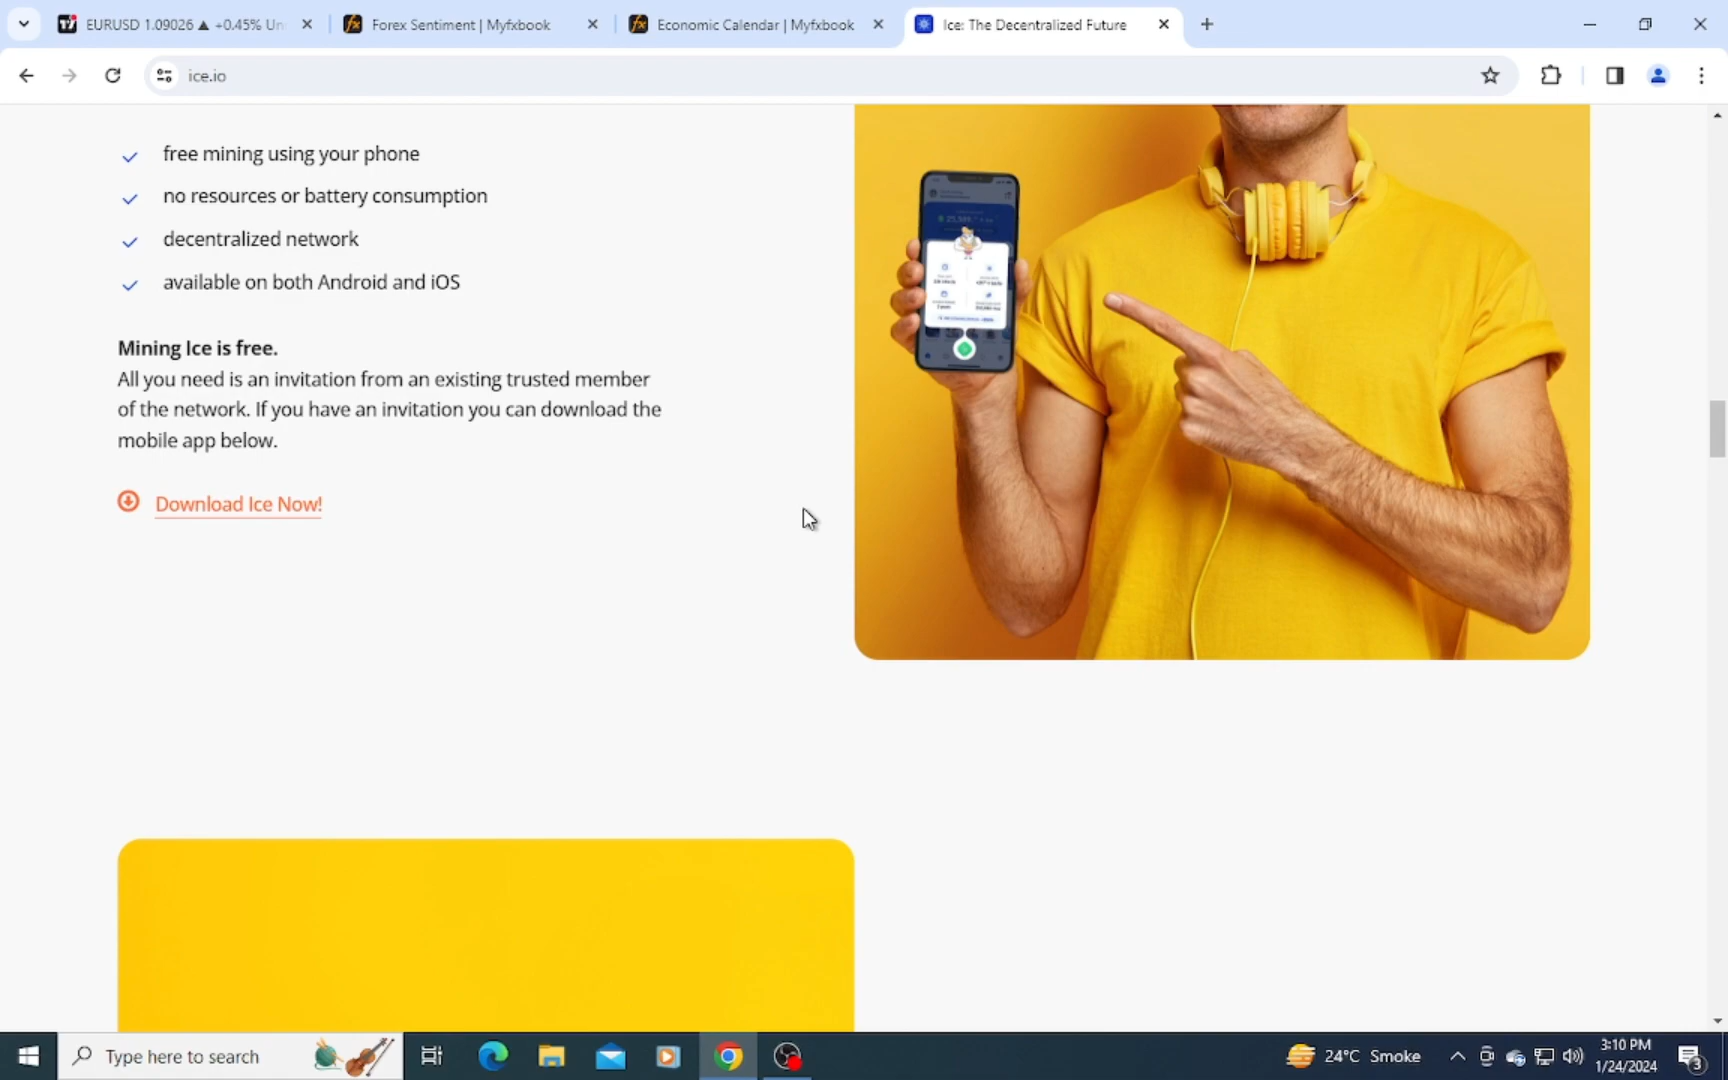 EURUSD 1.09026 ▲ +0.45% Un
Forex Sentiment | Myfxbook
Economic Calendar | Myfxbook
Ice: The Decentralized Future
ice.io
free mining using your phone
no resources or battery consumption
decentralized network
available on both Android and iOS
Mining Ice is free.
All you need is an invitation from an existing trusted member
of the network. If you have an invitation you can download the
mobile app below.
Download Ice Now!
Type here to search
24°C Smoke
3:10 PM
1/24/2024
3